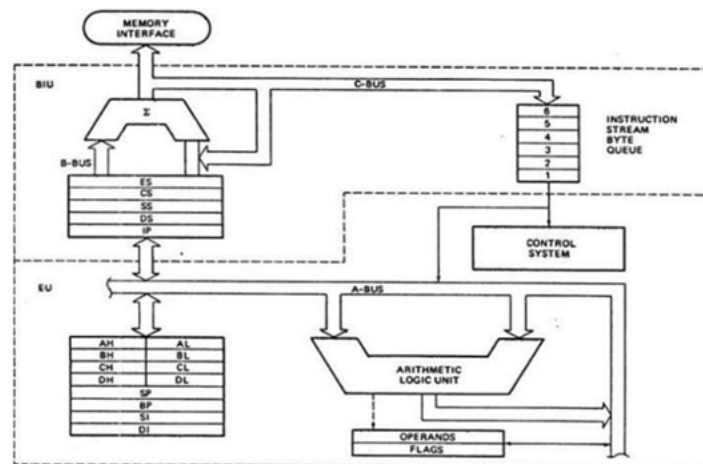 MEMORY
INTERFACE
BIU
C-BUS
Σ
B-BUS
6
5
4
3
2
1
INSTRUCTION
STREAM
BYTE
QUEUE
ES
CS
SS
DS
IP
CONTROL
SYSTEM
EU
A-BUS
AH AL
BH BL
CH CL
DH DL
SP
BP
SI
DI
ARITHMETIC
LOGIC UNIT
OPERANDS
FLAGS